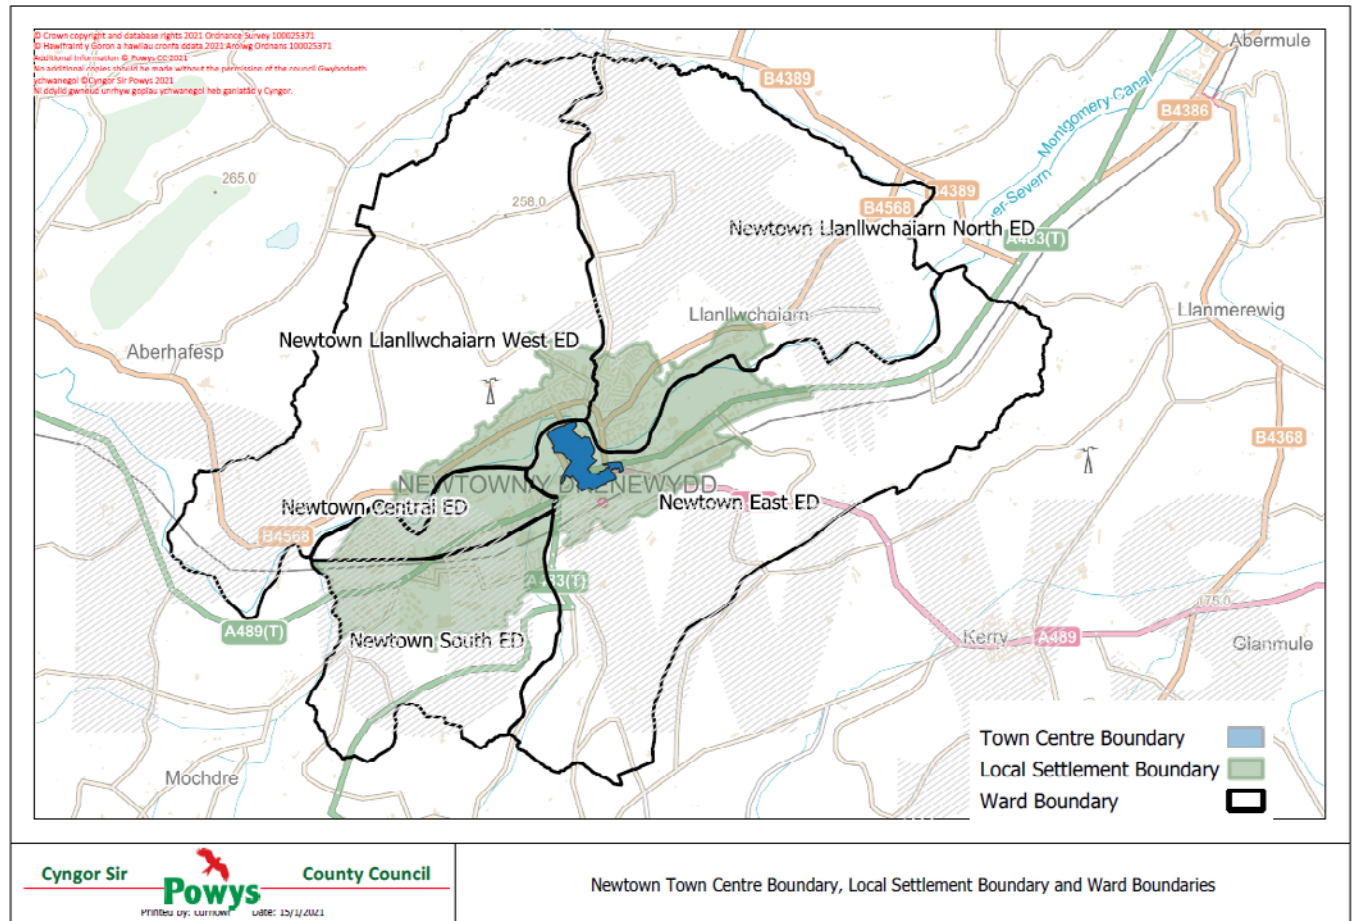 © Crown copyright and database rights 2021 Ordnance Survey 100025371
© Hawlfraint y Goron a hawliau cronfa ddata 2021 Arolwg Ordnans 100025371
Additional Information © Powys CC 2021
No additional copies should be made without the permission of the council Gwybodaeth
ychwanegol ©Cyngor Sir Powys 2021
Ni ddylid gwneud unrhyw gopïau ychwanegol heb ganiatâd y Cyngor.
Abermule
B4389
B4386
Montgomery Canal
265.0
258.0
B4389
er Severn
B4568
Newtown Llanllwchaiarn North ED
A483(T)
Llanllwchaiarn
Llanmerewig
Newtown Llanllwchaiarn West ED
Aberhafesp
B4368
NEWTOWN/Y DRENEWYDD
Newtown Central ED
Newtown East ED
B4568
A483(T)
175.0
A489(T)
Newtown South ED
Kerry
A489
Glanmule
Mochdre
Town Centre Boundary
Local Settlement Boundary
Ward Boundary
Cyngor Sir
Powys
County Council
Printed by: Date: 15/1/2021
Newtown Town Centre Boundary, Local Settlement Boundary and Ward Boundaries